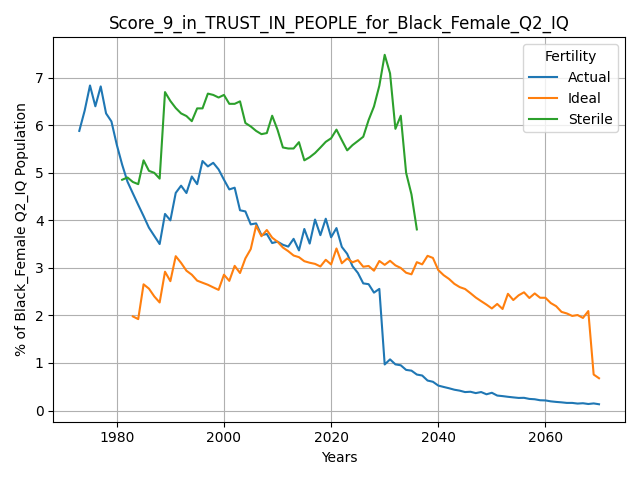 Score_9_in_TRUST_IN_PEOPLE_for_Black_Female_Q2_IQ
% of Black_Female Q2_IQ Population
7
6
5
4
3
2
1
0
Fertility
Actual
Ideal
Sterile
1980
2000
2020
2040
2060
Years